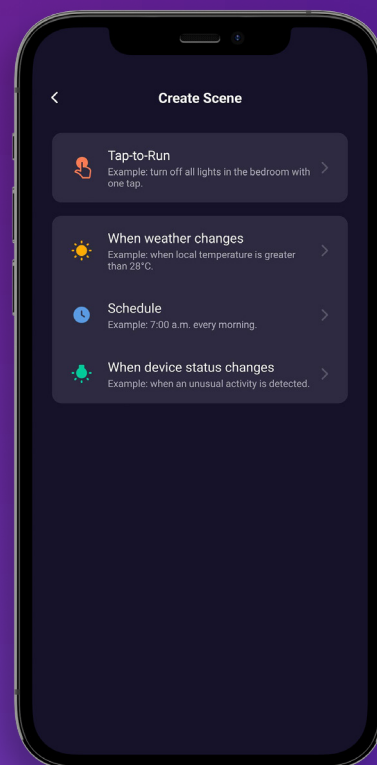 Create Scene
Tap-to-Run
Example: turn off all lights in the bedroom with
one tap.
When weather changes
Example: when local temperature is greater
than 28°C.
Schedule
Example: 7:00 a.m. every morning.
When device status changes
Example: when an unusual activity is detected.